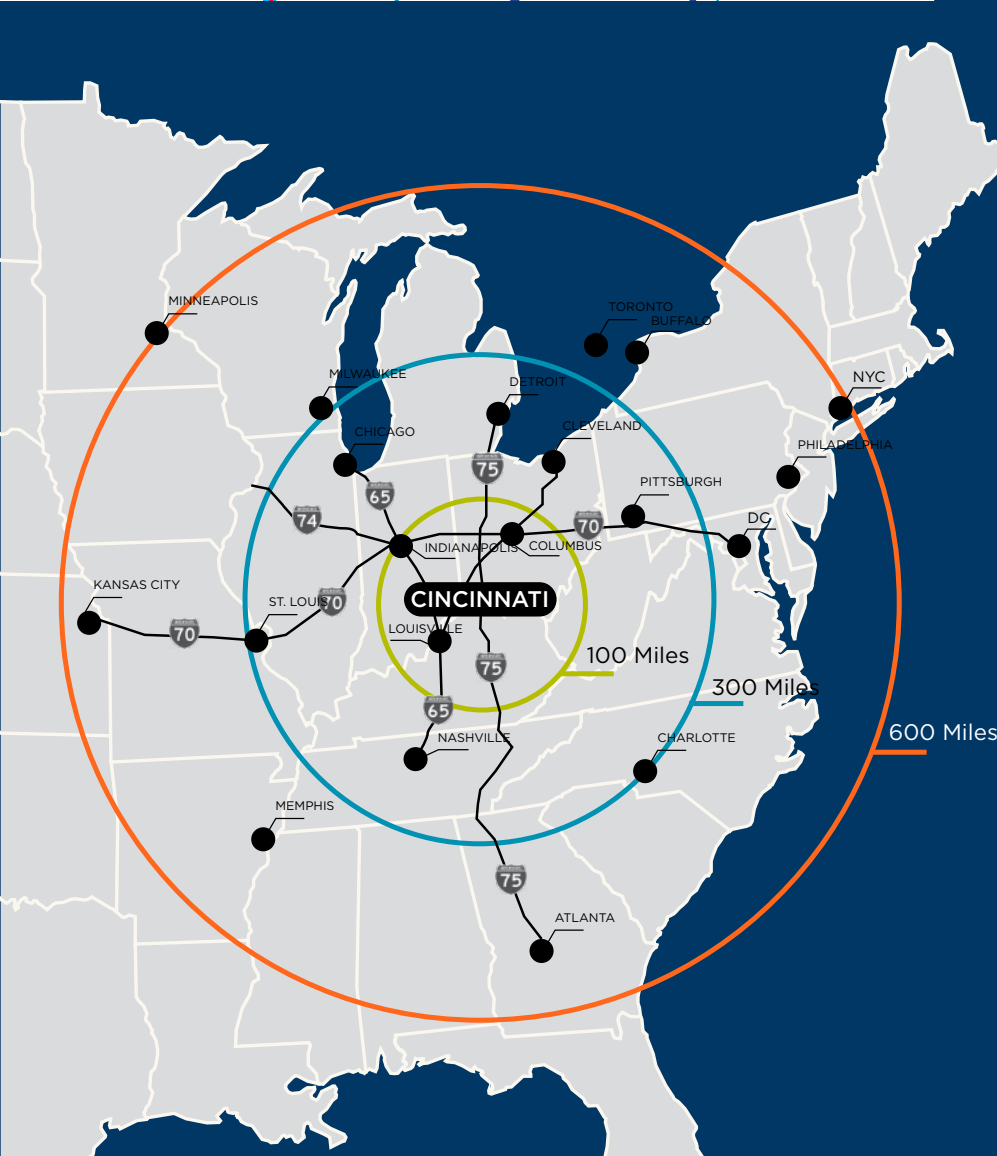 TORONTO
MINNEAPOLIS
BUFFALO
MILWAUKEE
NYC
DETROIT
CLEVELAND
CHICAGO
PHILADELPHIA
75
PITTSBURGH
65
74
70
DC
INDIANAPOLIS
COLUMBUS
KANSAS CITY
CINCINNATI
ST. LOUIS
70
LOUISVILLE
70
100 Miles
75
300 Miles
65
600 Miles
NASHVILLE
CHARLOTTE
MEMPHIS
75
ATLANTA